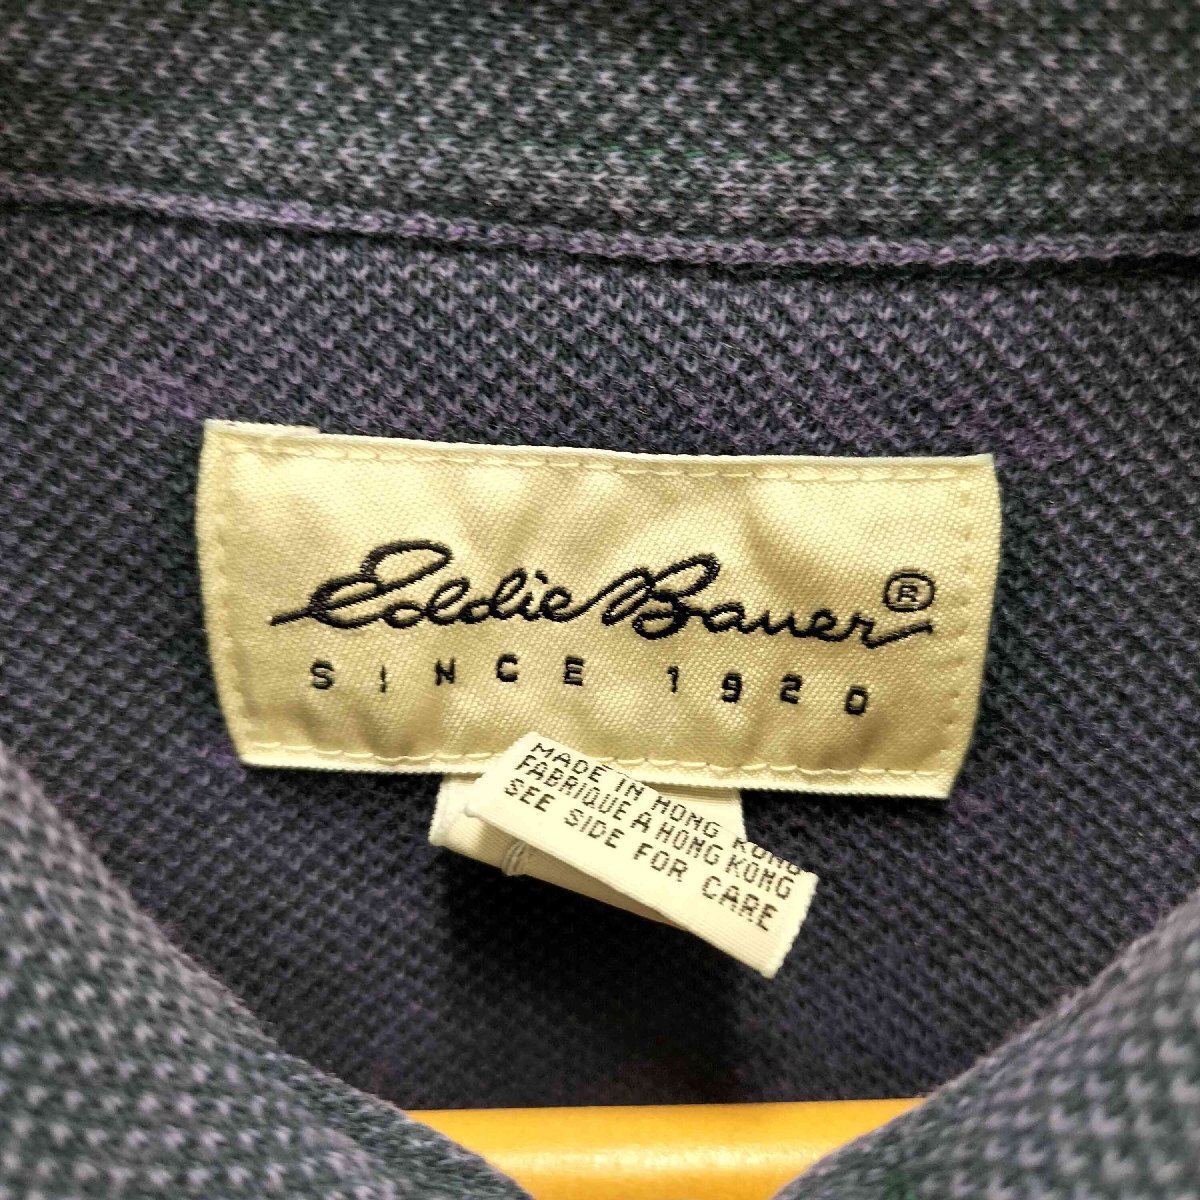 Eddie Bauer®
SINCE 1920
MADE IN HONG KONG
FABRIQUE A HONG KONG
SEE SIDE FOR CARE